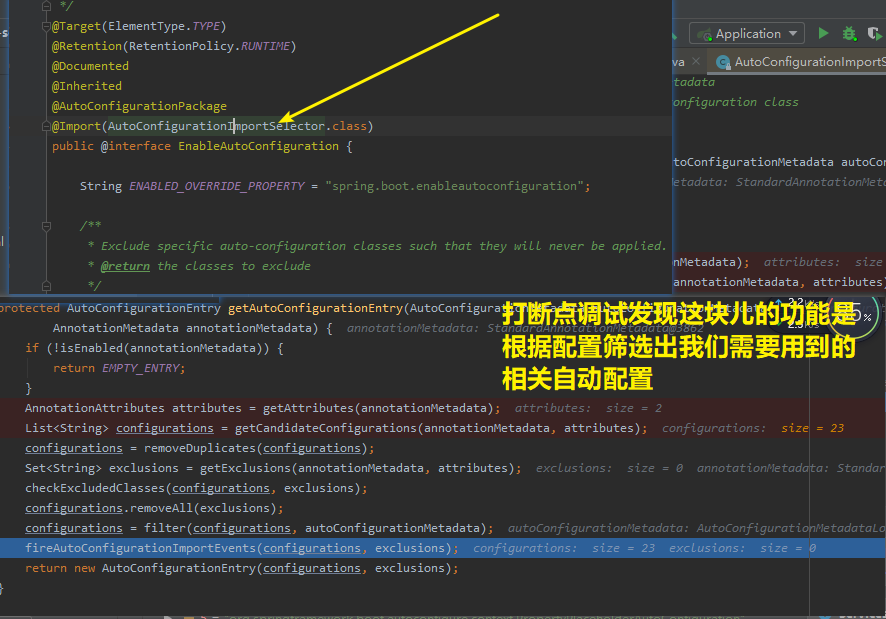 */
@Target(ElementType.TYPE)
@Retention(RetentionPolicy.RUNTIME)
@Documented
@Inherited
@AutoConfigurationPackage
@Import(AutoConfigurationImportSelector.class)
public @interface EnableAutoConfiguration {
String ENABLED_OVERRIDE_PROPERTY = "spring.boot.enableautoconfiguration";
/**
* Exclude specific auto-configuration classes such that they will never be applied.
* @return the classes to exclude
*/
Application
va ×
AutoConfigurationImportS
tadata
onfiguration class
toConfigurationMetadata autoCon
etadata: StandardAnnotationMeta
nMetadata); attributes: size
annotationMetadata, attributes)
打断点调试发现这块儿的功能是
根据配置筛选出我们需要用到的
相关自动配置
protected AutoConfigurationEntry getAutoConfigurationEntry(AutoConfigurationMetadata
AnnotationMetadata annotationMetadata) { annotationMetadata: StandardAnnotationMetadata@3862
if (!isEnabled(annotationMetadata)) {
return EMPTY_ENTRY;
}
AnnotationAttributes attributes = getAttributes(annotationMetadata); attributes: size = 2
List<String> configurations = getCandidateConfigurations(annotationMetadata, attributes); configurations: size = 23
configurations = removeDuplicates(configurations);
Set<String> exclusions = getExclusions(annotationMetadata, attributes); exclusions: size = 0 annotationMetadata: Standar
checkExcludedClasses(configurations, exclusions);
configurations.removeAll(exclusions);
configurations = filter(configurations, autoConfigurationMetadata); autoConfigurationMetadata: AutoConfigurationMetadataLo
fireAutoConfigurationImportEvents(configurations, exclusions); configurations: size = 23 exclusions: size = 0
return new AutoConfigurationEntry(configurations, exclusions);
}